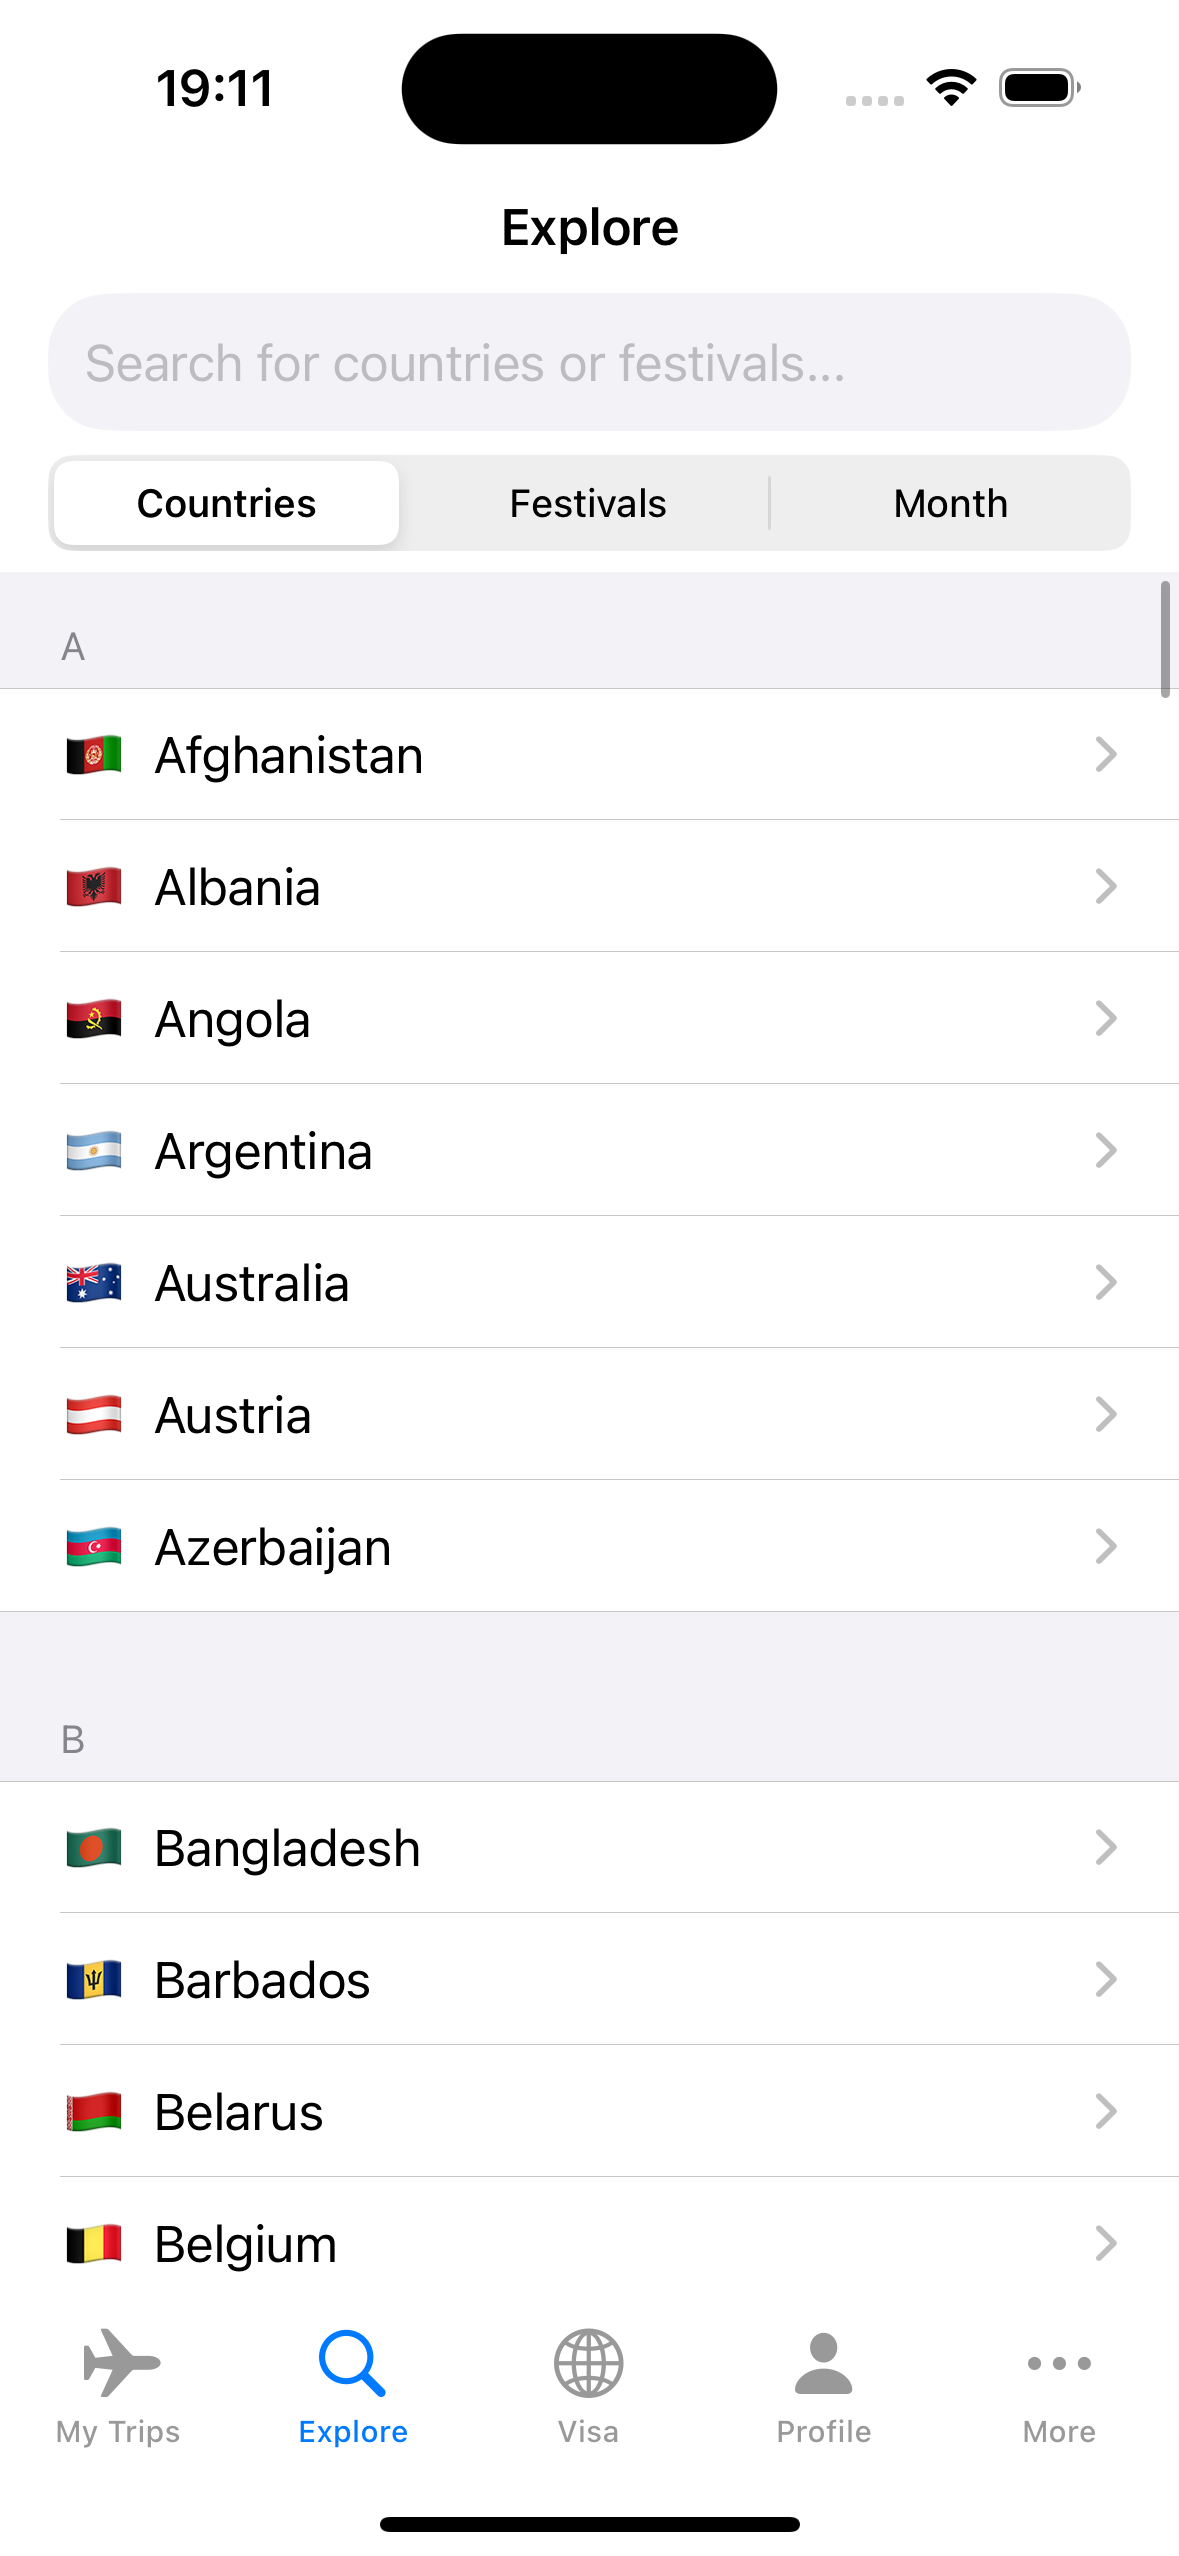 19:11
Explore
Search for countries or festivals...
Countries
Festivals
Month
A
Afghanistan
Albania
Angola
Argentina
Australia
Austria
Azerbaijan
B
Bangladesh
Barbados
Belarus
Belgium
My Trips
Explore
Visa
Profile
More